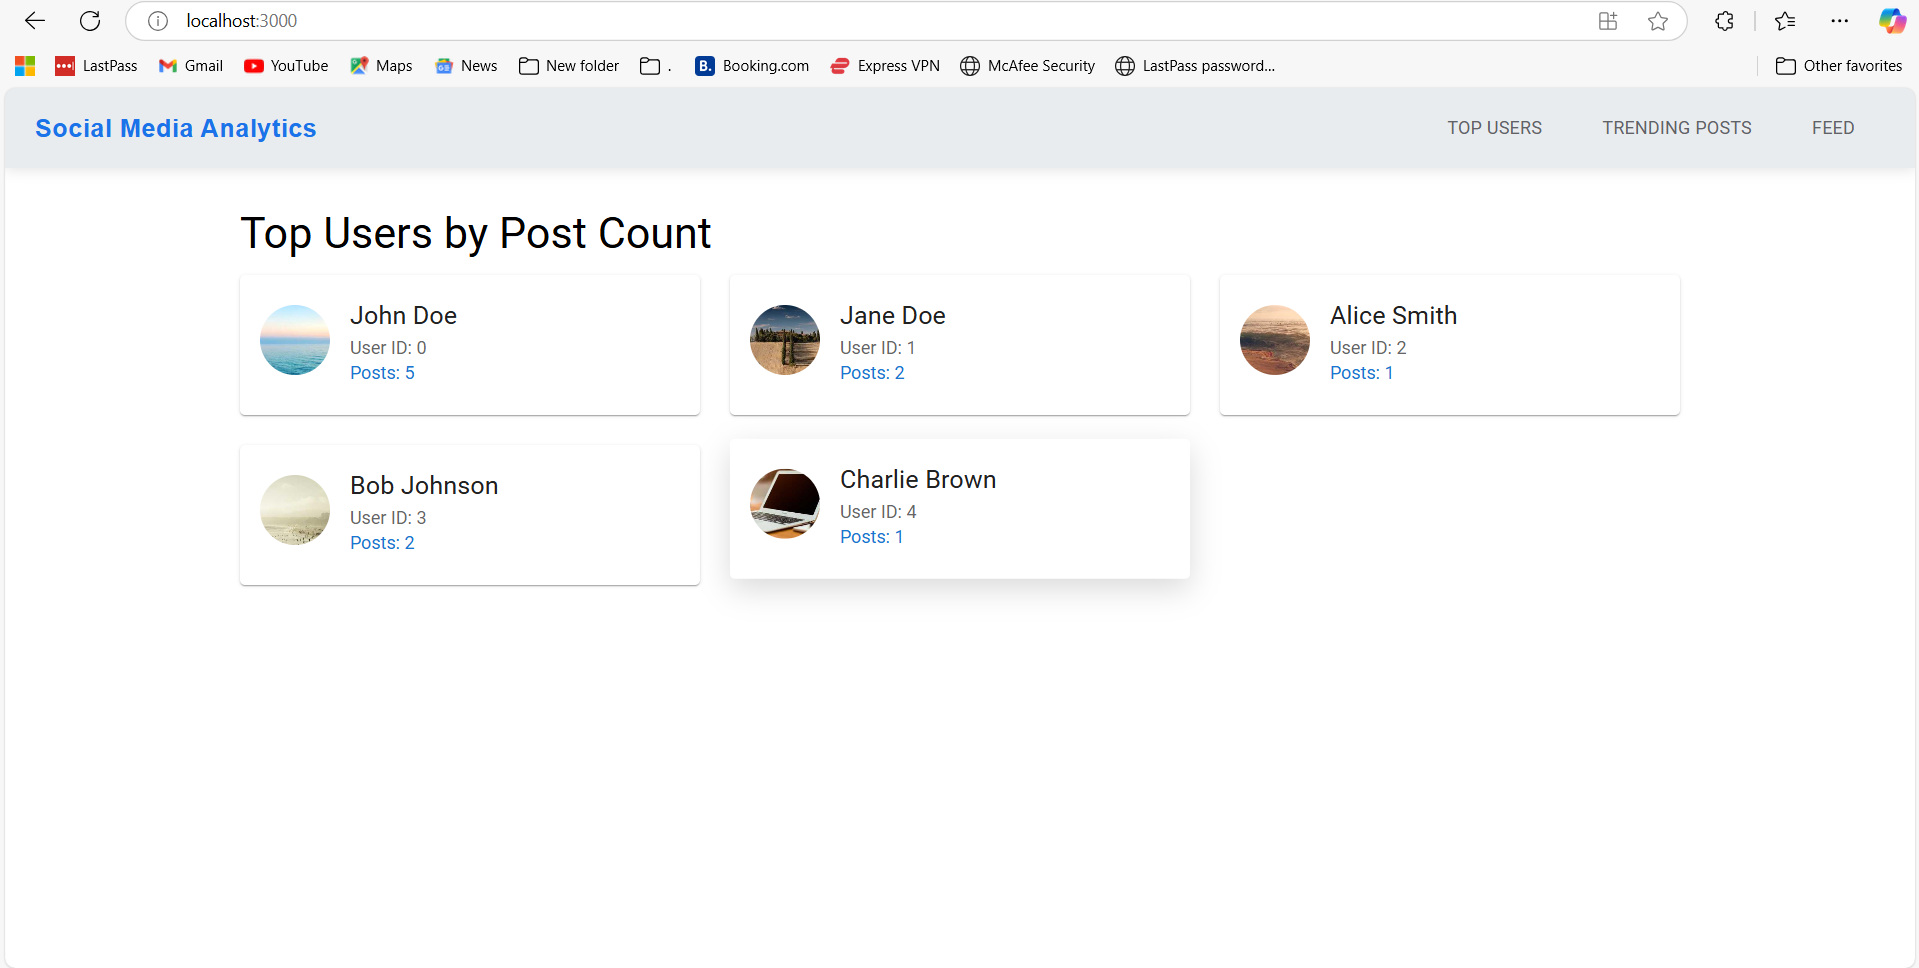 localhost:3000
LastPass Gmail YouTube Maps News New folder . B. Booking.com Express VPN McAfee Security LastPass password... Other favorites
Social Media Analytics TOP USERS TRENDING POSTS FEED
Top Users by Post Count
John Doe
User ID: 0
Posts: 5
Jane Doe
User ID: 1
Posts: 2
Alice Smith
User ID: 2
Posts: 1
Bob Johnson
User ID: 3
Posts: 2
Charlie Brown
User ID: 4
Posts: 1